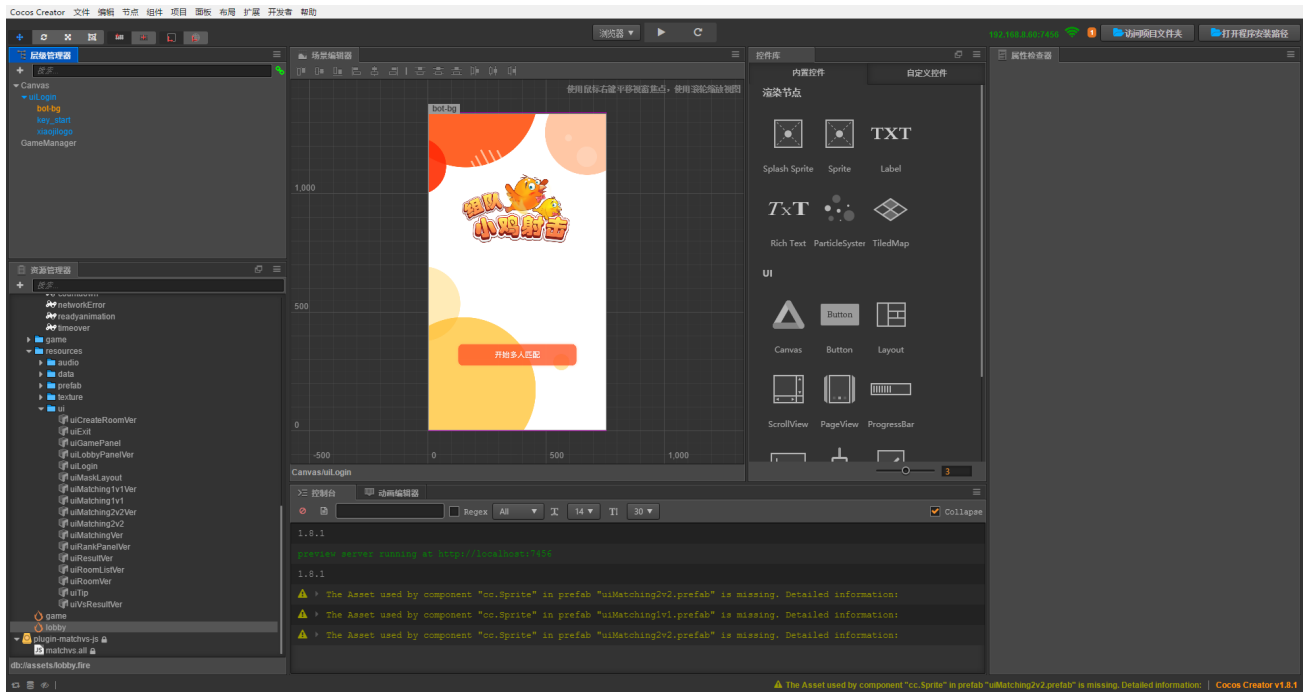 Cocos Creator 文件 编辑 节点 组件 项目 面板 布局 扩展 开发者 帮助
浏览器
192.168.8.60:7456 访问项目文件夹 打开程序安装路径
层级管理器
搜索...
Canvas
uiLogin
bot-bg
key_start
xiaojilogo
GameManager
资源管理器
搜索...
networkError
readyanimation
timeover
game
resources
audio
data
prefab
texture
ui
uiCreateRoomVer
uiExit
uiGamePanel
uiLobbyPanelVer
uiLogin
uiMaskLayout
uiMatching1v1Ver
uiMatching1v1
uiMatching2v2Ver
uiMatching2v2
uiMatchingVer
uiRankPanelVer
uiResultVer
uiRoomListVer
uiRoomVer
uiTip
uiVsResultVer
game
lobby
plugin-matchvs-js
JS matchvs.all
db://assets/lobby.fire
场景编辑器
使用鼠标右键平移视窗焦点，使用滚轮缩放视图
bot-bg
组队
小鸡射击
开始多人匹配
1,000
500
0
-500 0 500 1,000
Canvas/uiLogin
控件库
内置控件 自定义控件
渲染节点
TXT
Splash Sprite Sprite Label
TxT
Rich Text ParticleSyster TiledMap
UI
Button
Canvas Button Layout
ScrollView PageView ProgressBar
3
属性检查器
控制台 动画编辑器
Regex All 14 30 Collapse
1.8.1
preview server running at http://localhost:7456
1.8.1
The Asset used by component "cc.Sprite" in prefab "uiMatching2v2.prefab" is missing. Detailed information:
The Asset used by component "cc.Sprite" in prefab "uiMatching1v1.prefab" is missing. Detailed information:
The Asset used by component "cc.Sprite" in prefab "uiMatching2v2.prefab" is missing. Detailed information:
The Asset used by component "cc.Sprite" in prefab "uiMatching2v2.prefab" is missing. Detailed information: Cocos Creator v1.8.1